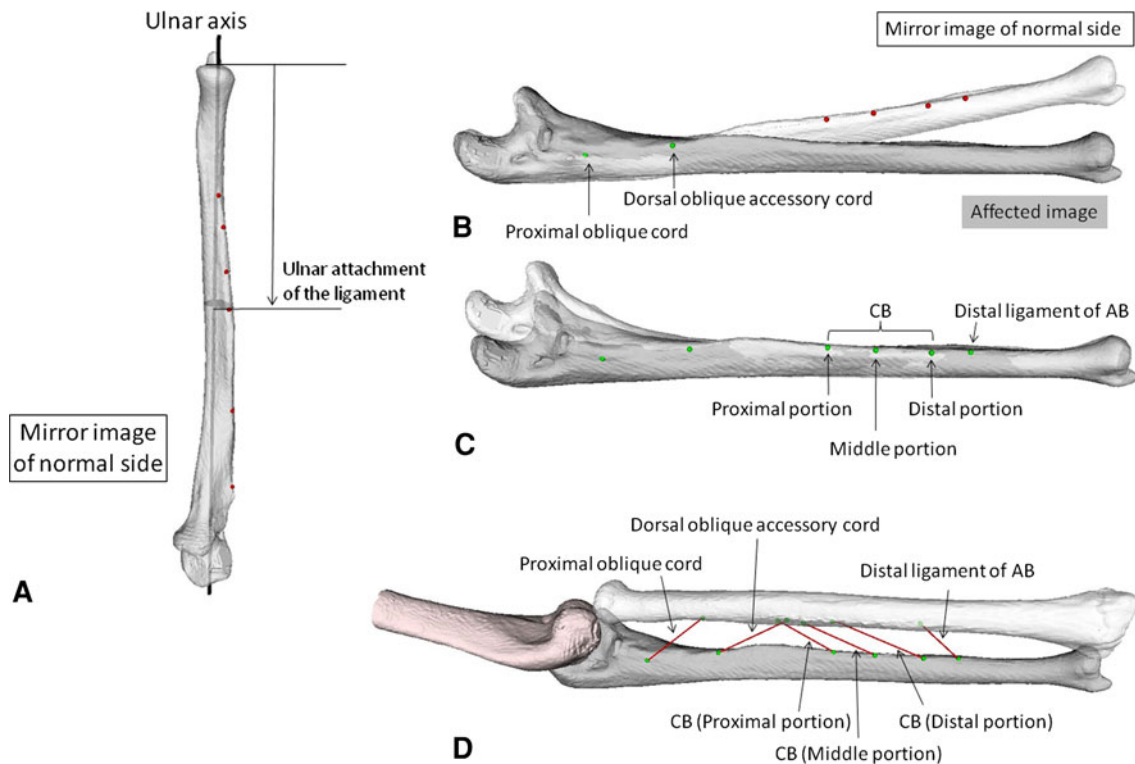 Ulnar axis
Ulnar attachment
of the ligament
Mirror image
of normal side
A
Mirror image of normal side
Dorsal oblique accessory cord
Proximal oblique cord
Affected image
B
CB
Distal ligament of AB
Proximal portion
Distal portion
Middle portion
C
Dorsal oblique accessory cord
Proximal oblique cord
Distal ligament of AB
CB (Proximal portion)
CB (Distal portion)
CB (Middle portion)
D